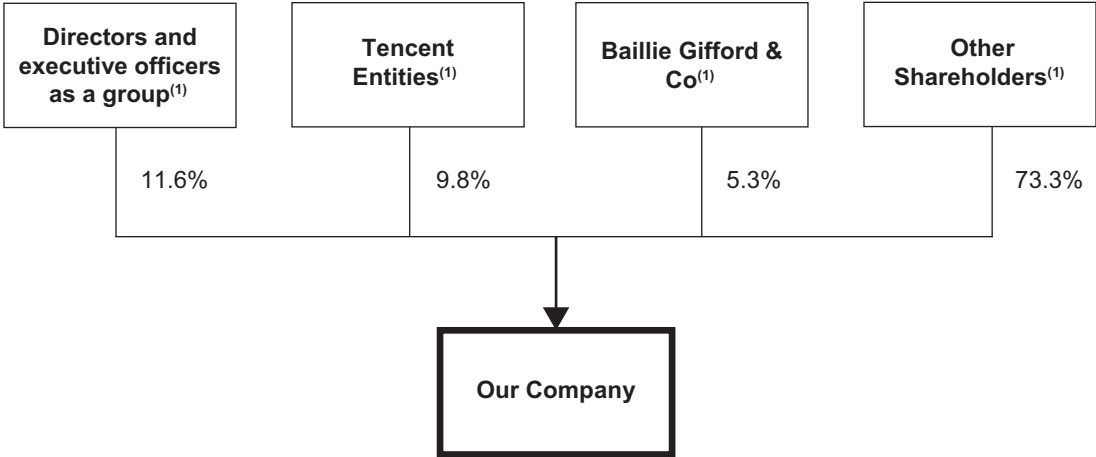 Directors and
executive officers
as a group(1)
Tencent
Entities(1)
Baillie Gifford &
Co(1)
Other
Shareholders(1)
11.6%
9.8%
5.3%
73.3%
Our Company